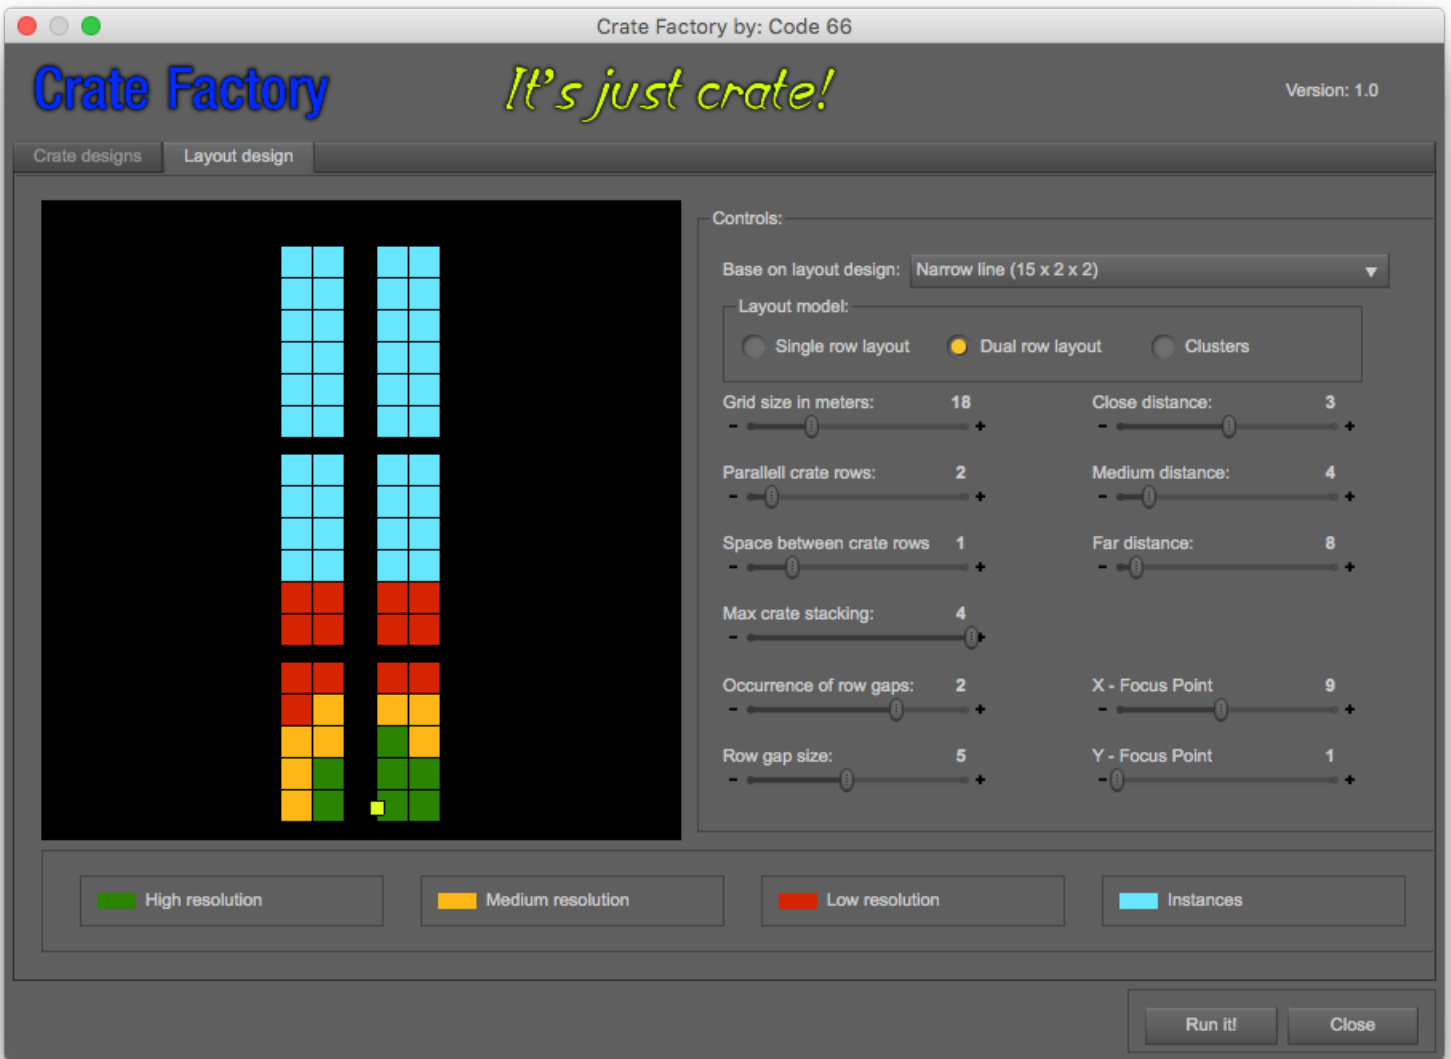 Crate Factory by: Code 66
Crate Factory
It's just crate!
Version: 1.0
Crate designs
Layout design
Controls:
Base on layout design: Narrow line (15 x 2 x 2)
Layout model:
Single row layout
Dual row layout
Clusters
Grid size in meters: 18
Close distance: 3
- +
- +
Parallell crate rows: 2
Medium distance: 4
- +
- +
Space between crate rows 1
Far distance: 8
- +
- +
Max crate stacking: 4
- +
Occurrence of row gaps: 2
X - Focus Point 9
- +
- +
Row gap size: 5
Y - Focus Point 1
- +
- +
High resolution
Medium resolution
Low resolution
Instances
Run it!
Close